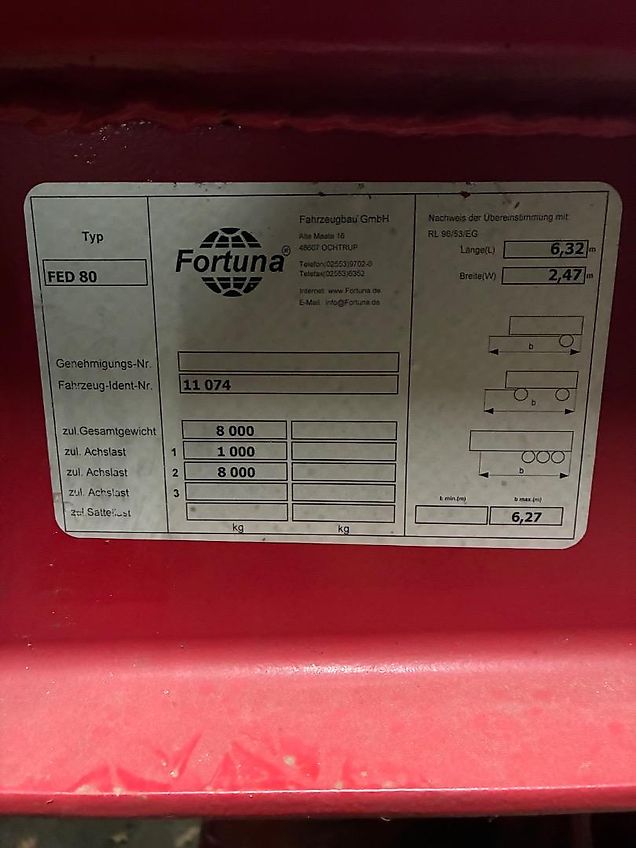 Typ
FED 80
Fortuna®
Fahrzeugbau GmbH
Alte Maate 16
48607 OCHTRUP
Telefon(02553)9702-0
Telefax(02553)6352
Internet: www.Fortuna.de
E-Mail: info@Fortuna.de
Nachweis der Übereinstimmung mit
RL 96/53/EG
Länge(L) 6,32 m
Breite(W) 2,47 m
b
b
b
b min.(m) b max.(m)
6,27
Genehmigungs-Nr.
Fahrzeug-Ident-Nr. 11 074
zul.Gesamtgewicht 8 000
zul. Achslast 1 1 000
zul. Achslast 2 8 000
zul. Achslast 3
zul Sattellast
kg kg